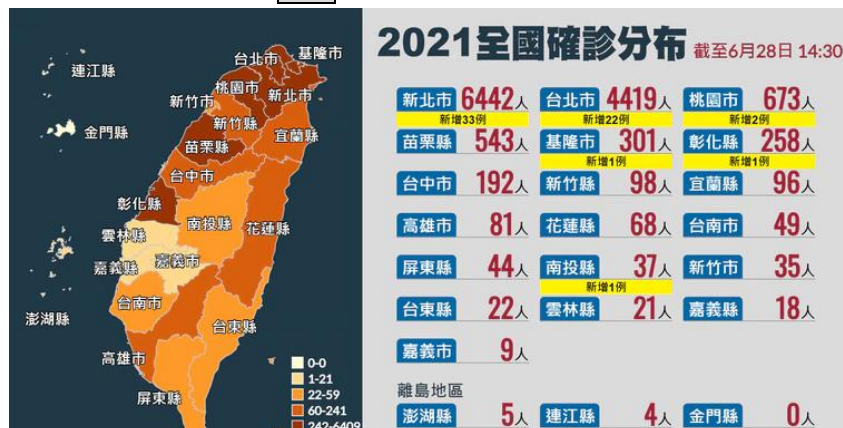 2021全國確診分布 截至6月28日 14:30
新北市 6442人 台北市 4419人 桃園市 673人
新增33例 新增22例 新增2例
苗栗縣 543人 基隆市 301人 彰化縣 258人
新增1例 新增1例
台中市 192人 新竹縣 98人 宜蘭縣 96人
高雄市 81人 花蓮縣 68人 台南市 49人
屏東縣 44人 南投縣 37人 新竹市 35人
新增1例
台東縣 22人 雲林縣 21人 嘉義縣 18人
嘉義市 9人
離島地區
澎湖縣 5人 連江縣 4人 金門縣 0人
連江縣
金門縣
澎湖縣
台北市
基隆市
桃園市
新北市
新竹市
新竹縣
宜蘭縣
苗栗縣
台中市
彰化縣
南投縣
花蓮縣
雲林縣
嘉義縣
嘉義市
台南市
台東縣
高雄市
屏東縣
0-0
1-21
22-59
60-241
242-6409